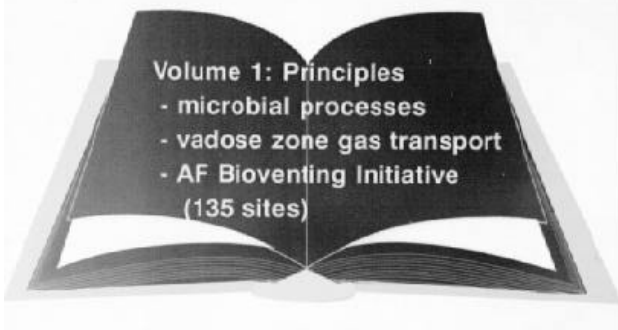 Volume 1: Principles
- microbial processes
- vadose zone gas transport
- AF Bioventing Initiative
(135 sites)